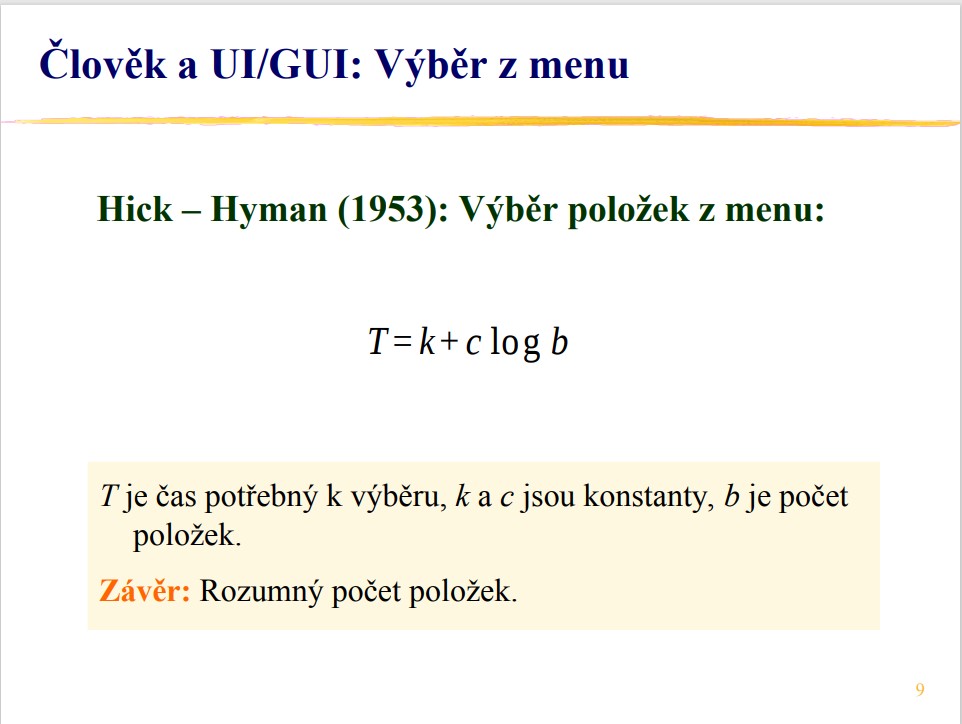 Člověk a UI/GUI: Výběr z menu
Hick – Hyman (1953): Výběr položek z menu:
T = k + c log b
T je čas potřebný k výběru, k a c jsou konstanty, b je počet
položek.
Závěr: Rozumný počet položek.
9